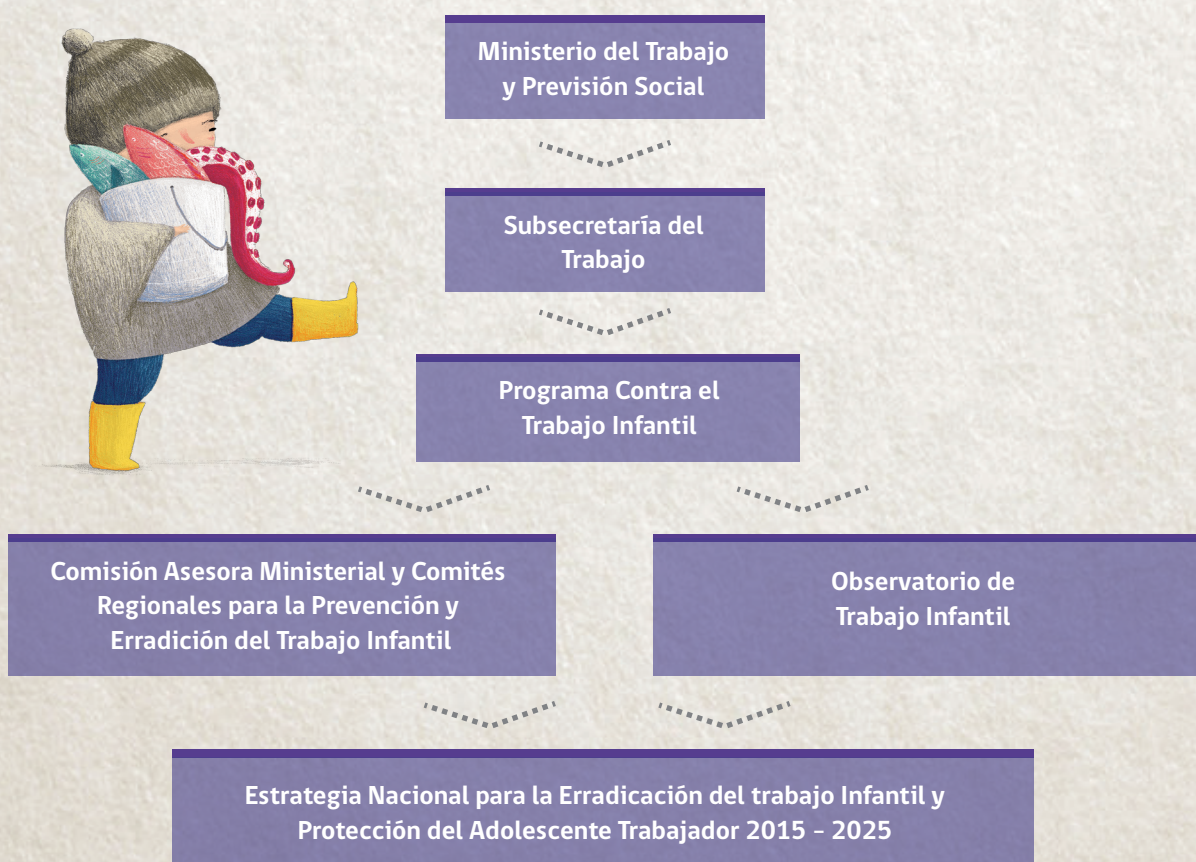 Ministerio del Trabajo
y Previsión Social
Subsecretaría del
Trabajo
Programa Contra el
Trabajo Infantil
Comisión Asesora Ministerial y Comités
Regionales para la Prevención y
Erradición del Trabajo Infantil
Observatorio de
Trabajo Infantil
Estrategia Nacional para la Erradicación del trabajo Infantil y
Protección del Adolescente Trabajador 2015 - 2025